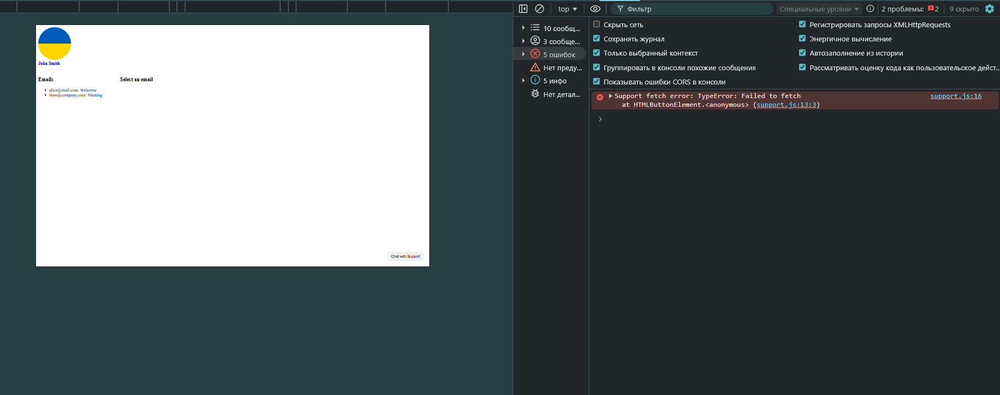 John Smith
Emails
Select an email
alice@mail.com: Welcome
boss@company.com: Meeting
Chat with Support
top
Фильтр
Специальные уровни
2 проблемы:
2
9 скрыто
10 сообщ...
3 сообще...
5 ошибок
Нет преду...
5 инфо
Нет детал...
Скрыть сеть
Регистрировать запросы XMLHttpRequests
Сохранять журнал
Энергичное вычисление
Только выбранный контекст
Автозаполнение из истории
Группировать в консоли похожие сообщения
Рассматривать оценку кода как пользовательское дейст...
Показывать ошибки CORS в консоли
Support fetch error: TypeError: Failed to fetch
support.js:16
at HTMLButtonElement.<anonymous> (support.js:13:3)